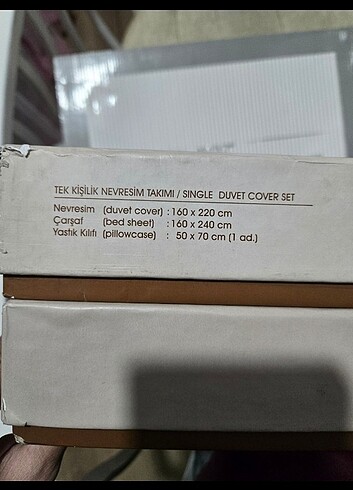 TEK KİŞİLİK NEVRESİM TAKIMI / SINGLE DUVET COVER SET
Nevresim (duvet cover) : 160 x 220 cm
Çarşaf (bed sheet) : 160 x 240 cm
Yastık Kılıfı (pillowcase) : 50 x 70 cm (1 ad.)